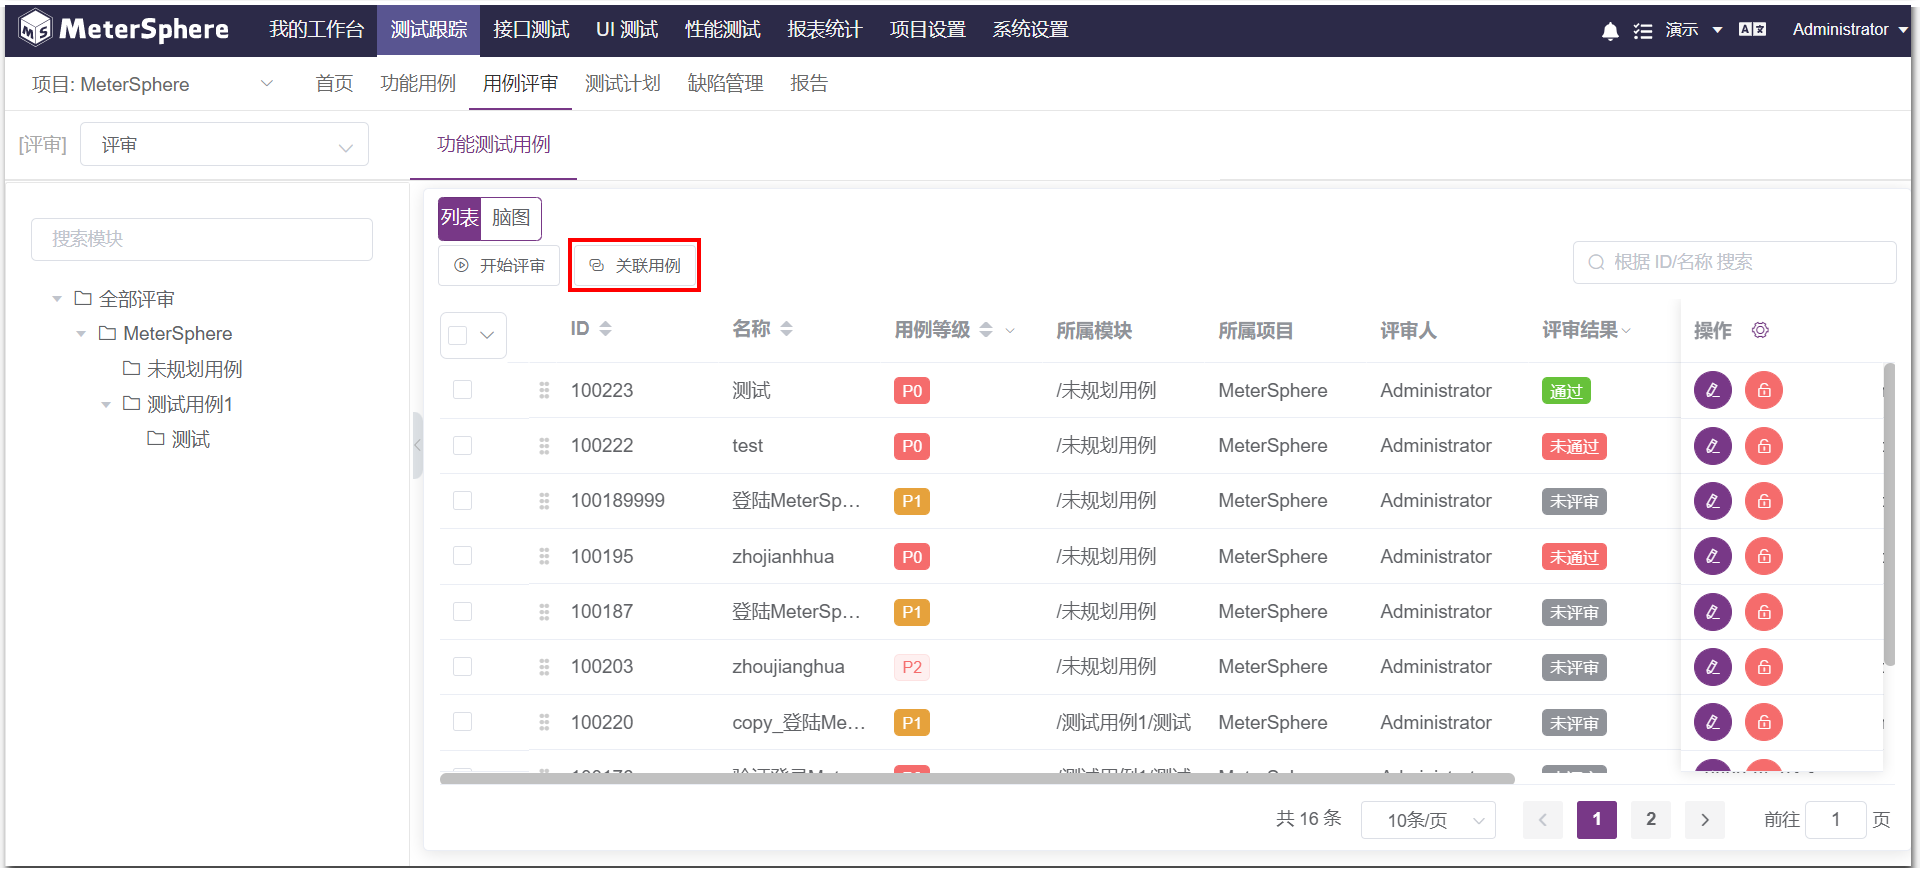 MeterSphere 我的工作台 测试跟踪 接口测试 UI 测试 性能测试 报表统计 项目设置 系统设置 演示 Administrator
项目: MeterSphere 首页 功能用例 用例评审 测试计划 缺陷管理 报告
[评审] 评审 功能测试用例
搜索模块
全部评审
MeterSphere
未规划用例
测试用例1
测试
列表 脑图
开始评审 关联用例 根据 ID/名称 搜索
ID 名称 用例等级 所属模块 所属项目 评审人 评审结果 操作
100223 测试 P0 /未规划用例 MeterSphere Administrator 通过
100222 test P0 /未规划用例 MeterSphere Administrator 未通过
100189999 登陆MeterSp... P1 /未规划用例 MeterSphere Administrator 未评审
100195 zhojianhhua P0 /未规划用例 MeterSphere Administrator 未通过
100187 登陆MeterSp... P1 /未规划用例 MeterSphere Administrator 未评审
100203 zhoujianghua P2 /未规划用例 MeterSphere Administrator 未评审
100220 copy_登陆Me... P1 /测试用例1/测试 MeterSphere Administrator 未评审
共 16 条 10条/页 1 2 前往 1 页